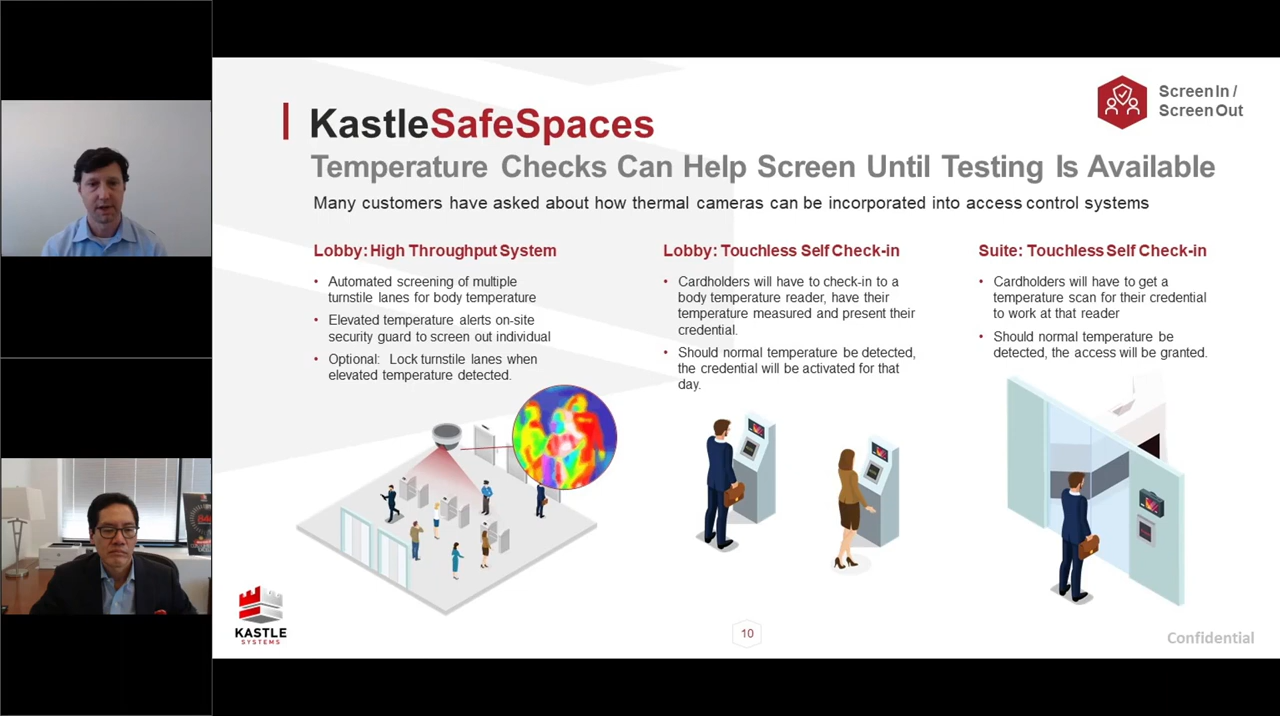 KastleSafeSpaces
Screen In /
Screen Out
Temperature Checks Can Help Screen Until Testing Is Available
Many customers have asked about how thermal cameras can be incorporated into access control systems
Lobby: High Throughput System
• Automated screening of multiple
turnstile lanes for body temperature
• Elevated temperature alerts on-site
security guard to screen out individual
• Optional: Lock turnstile lanes when
elevated temperature detected.
Lobby: Touchless Self Check-in
• Cardholders will have to check-in to a
body temperature reader, have their
temperature measured and present their
credential.
• Should normal temperature be detected,
the credential will be activated for that
day.
Suite: Touchless Self Check-in
• Cardholders will have to get a
temperature scan for their credential
to work at that reader
• Should normal temperature be
detected, the access will be granted.
KASTLE
SYSTEMS
10
Confidential